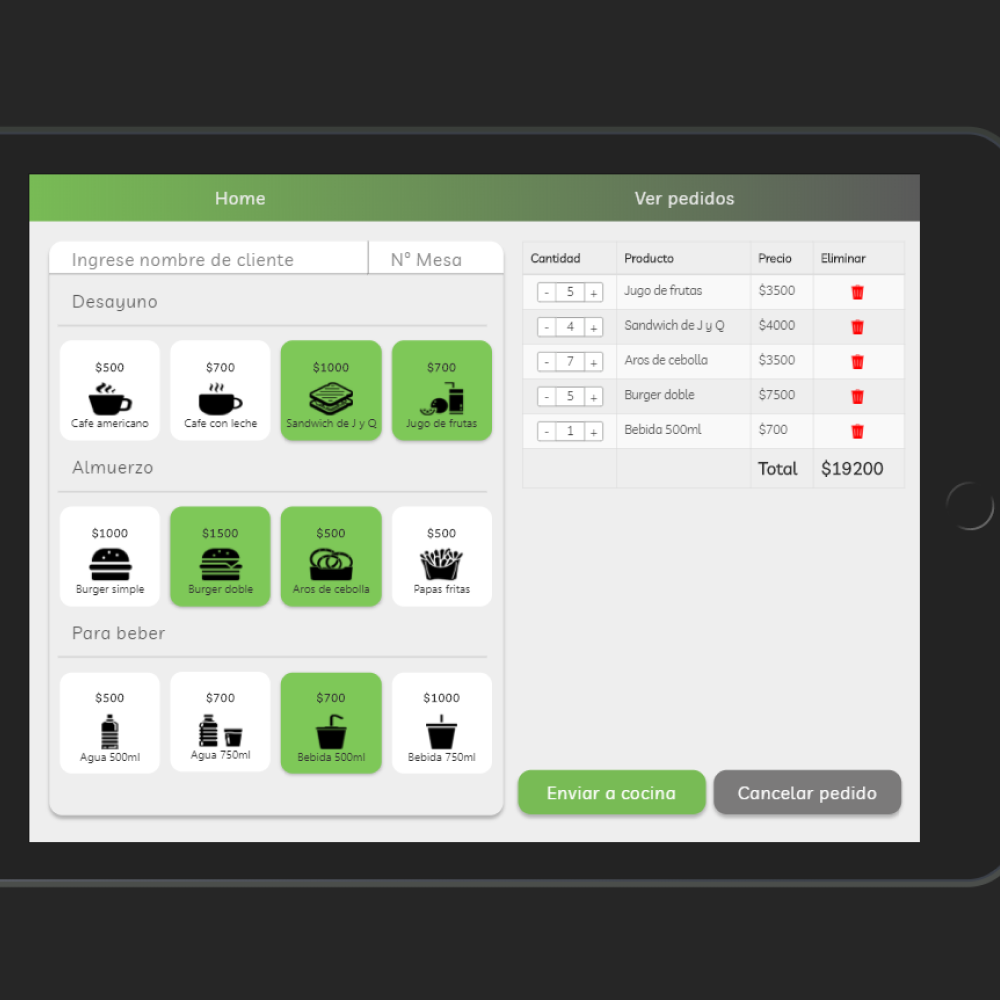 Home Ver pedidos
Ingrese nombre de cliente N° Mesa
Desayuno
$500 $700 $1000 $700
Cafe americano Cafe con leche Sandwich de J y Q Jugo de frutas
Almuerzo
$1000 $1500 $500 $500
Burger simple Burger doble Aros de cebolla Papas fritas
Para beber
$500 $700 $700 $1000
Agua 500ml Agua 750ml Bebida 500ml Bebida 750ml
Cantidad Producto Precio Eliminar
- 5 + Jugo de frutas $3500
- 4 + Sandwich de J y Q $4000
- 7 + Aros de cebolla $3500
- 5 + Burger doble $7500
- 1 + Bebida 500ml $700
Total $19200
Enviar a cocina Cancelar pedido